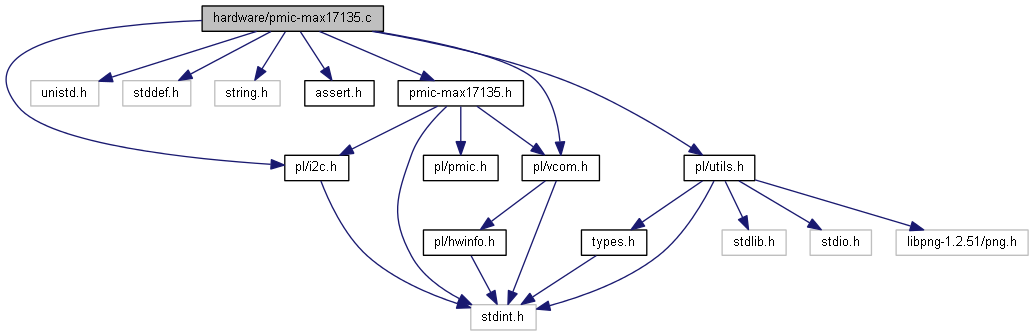 hardware/pmic-max17135.c
unistd.h
stddef.h
string.h
assert.h
pmic-max17135.h
pl/i2c.h
pl/pmic.h
pl/vcom.h
pl/utils.h
pl/hwinfo.h
types.h
stdlib.h
stdio.h
libpng-1.2.51/png.h
stdint.h